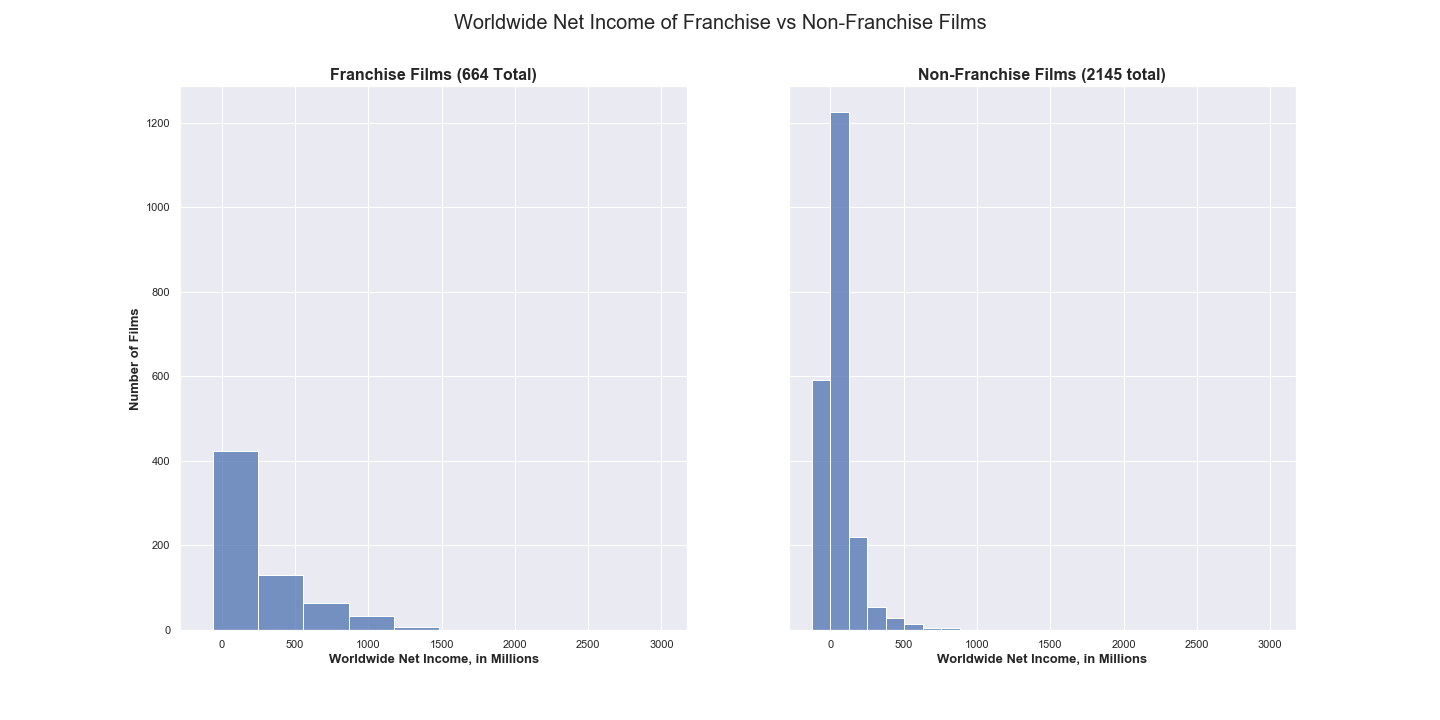 Worldwide Net Income of Franchise vs Non-Franchise Films
Franchise Films (664 Total)
1200
1000
800
600
400
200
0
Number of Films
0 500 1000 1500 2000 2500 3000
Worldwide Net Income, in Millions
Non-Franchise Films (2145 total)
0 500 1000 1500 2000 2500 3000
Worldwide Net Income, in Millions